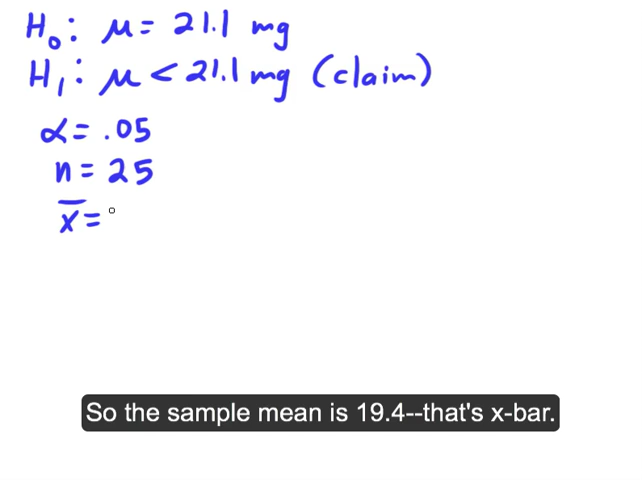 H₀: μ = 21.1 mg
H₁: μ < 21.1 mg (claim)
α = .05
n = 25
x̄ =
So the sample mean is 19.4--that's x-bar.